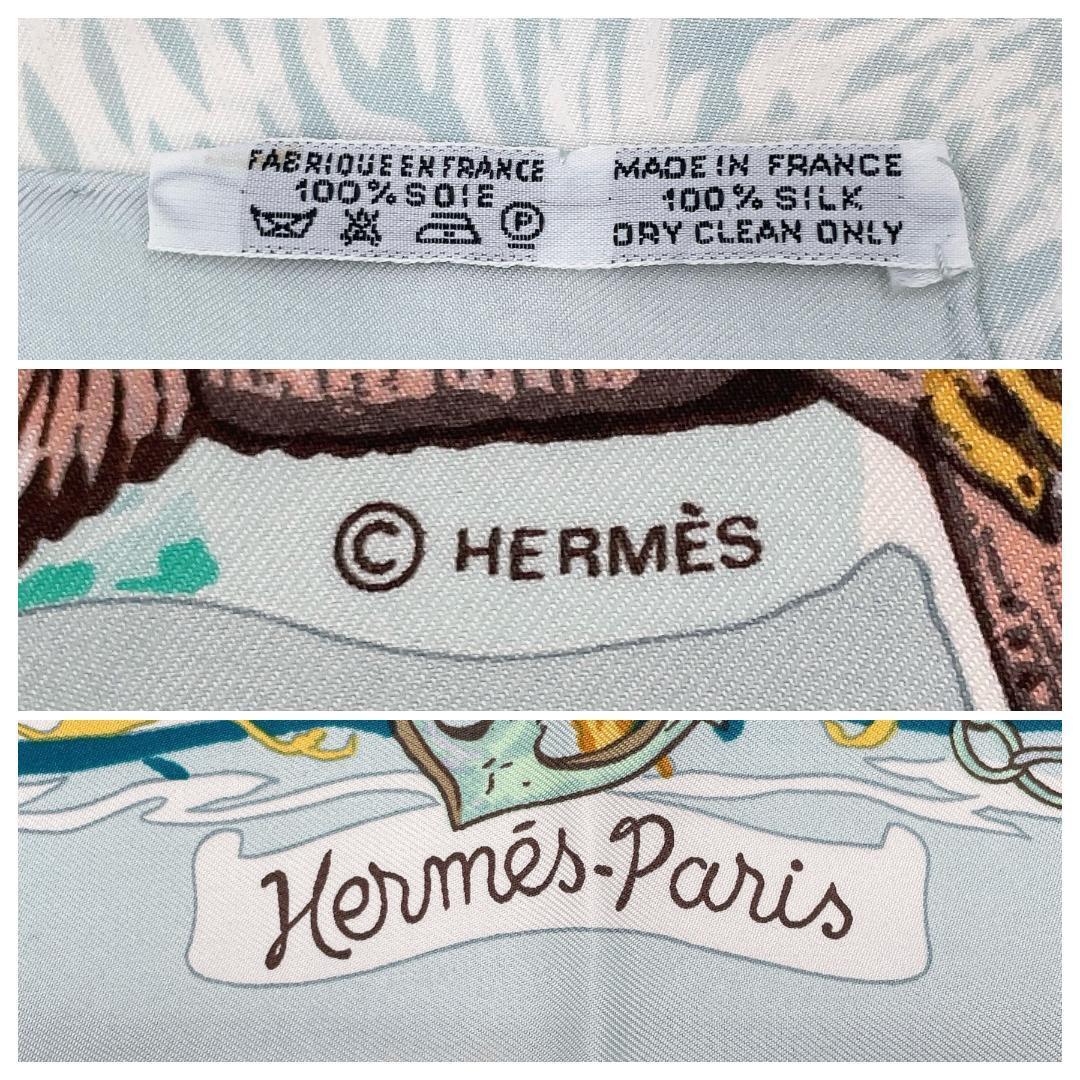 FABRIQUE EN FRANCE
100% SOIE
P
MADE IN FRANCE
100% SILK
DRY CLEAN ONLY
© HERMÈS
Hermés-Paris